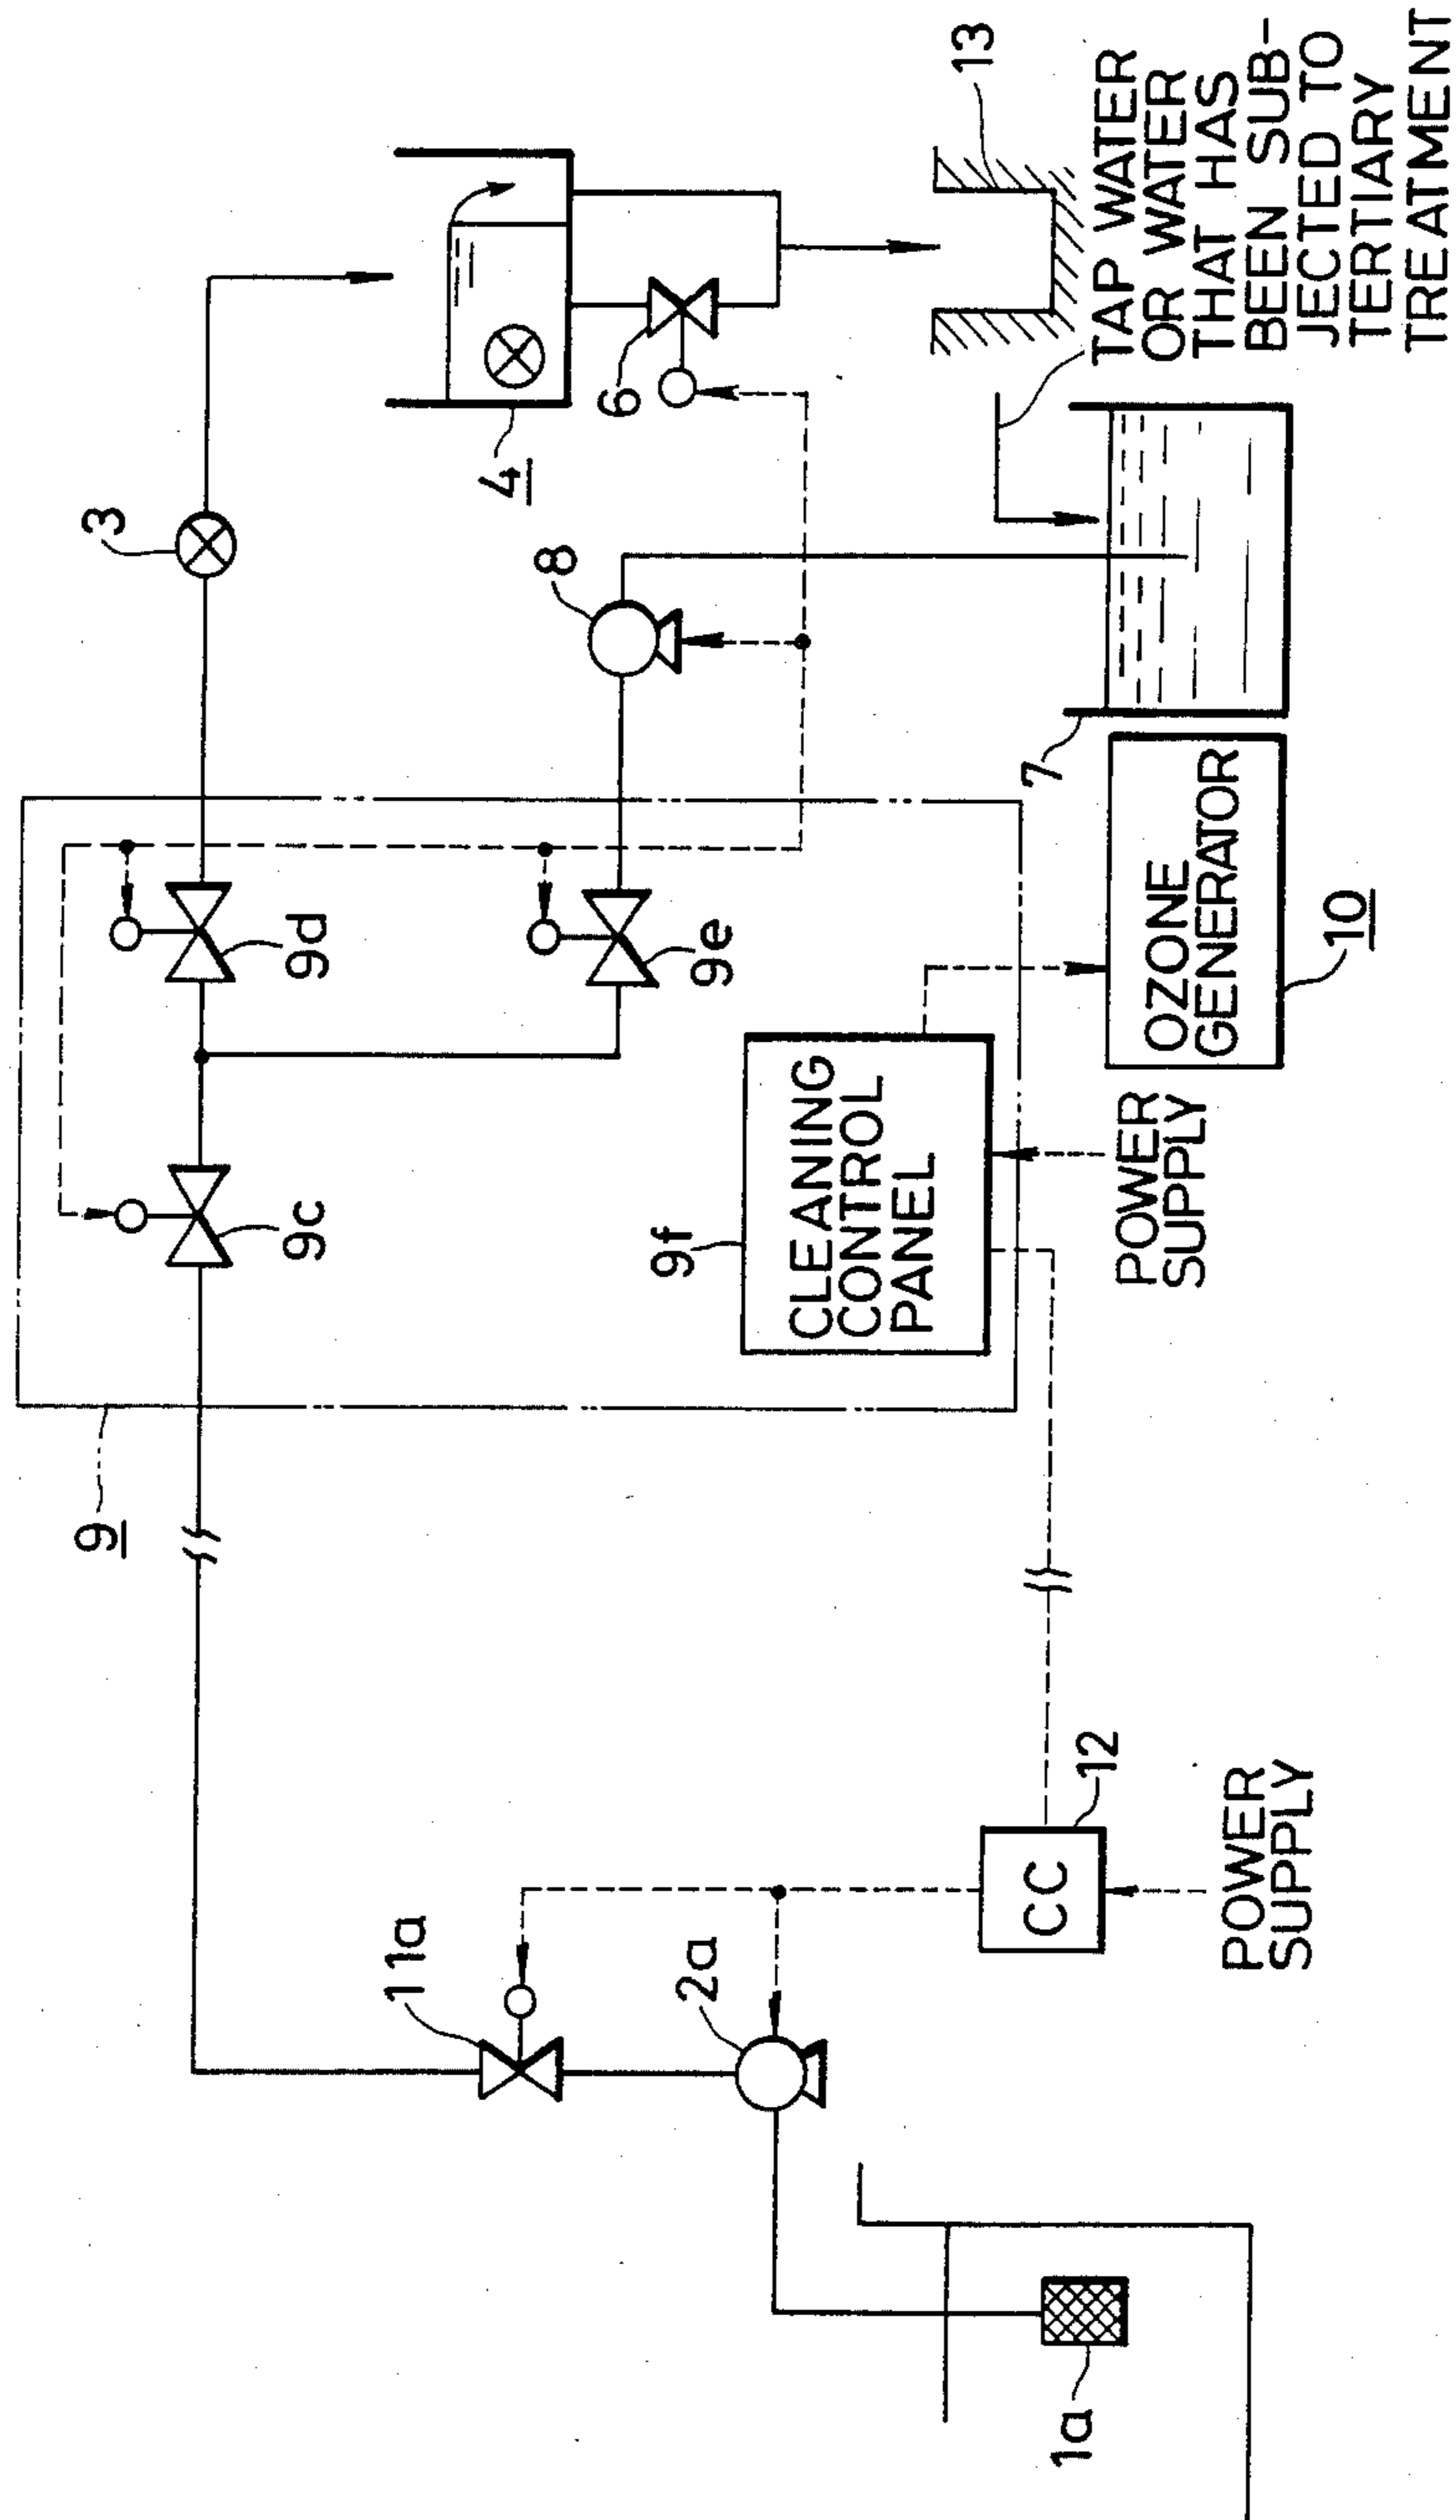 9
9c
9d
3
9e
8
4
6
13
11a
2a
9f
CLEANING
CONTROL
PANEL
7
OZONE
GENERATOR
10
TAP WATER
OR WATER
THAT HAS
BEEN SUB-
JECTED TO
TERTIARY
TREATMENT
1a
CC
12
POWER
SUPPLY
POWER
SUPPLY